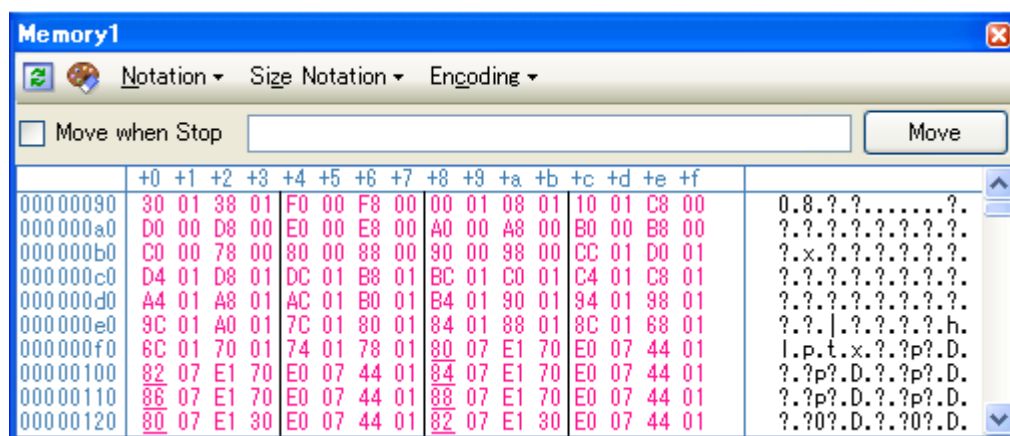 Memory1
Notation Size Notation Encoding
Move when Stop Move
+0 +1 +2 +3 +4 +5 +6 +7 +8 +9 +a +b +c +d +e +f
00000090 30 01 38 01 F0 00 F8 00 00 01 08 01 10 01 C8 00 0.8.?.?.......?.
000000a0 D0 00 D8 00 E0 00 E8 00 A0 00 A8 00 B0 00 B8 00 ?.?.?.?.?.?.?.?.
000000b0 C0 00 78 00 80 00 88 00 90 00 98 00 CC 01 D0 01 ?.x.?.?.?.?.?.?.
000000c0 D4 01 D8 01 DC 01 B8 01 BC 01 C0 01 C4 01 C8 01 ?.?.?.?.?.?.?.?.
000000d0 A4 01 A8 01 AC 01 B0 01 B4 01 90 01 94 01 98 01 ?.?.?.?.?.?.?.?.
000000e0 9C 01 A0 01 7C 01 80 01 84 01 88 01 8C 01 68 01 ?.?.|.?.?.?.?.h.
000000f0 6C 01 70 01 74 01 78 01 80 07 E1 70 E0 07 44 01 l.p.t.x.?.?p?.D.
00000100 82 07 E1 70 E0 07 44 01 84 07 E1 70 E0 07 44 01 ?.?p?.D.?.?p?.D.
00000110 86 07 E1 70 E0 07 44 01 88 07 E1 70 E0 07 44 01 ?.?p?.D.?.?p?.D.
00000120 80 07 E1 30 E0 07 44 01 82 07 E1 30 E0 07 44 01 ?.?0?.D.?.?0?.D.